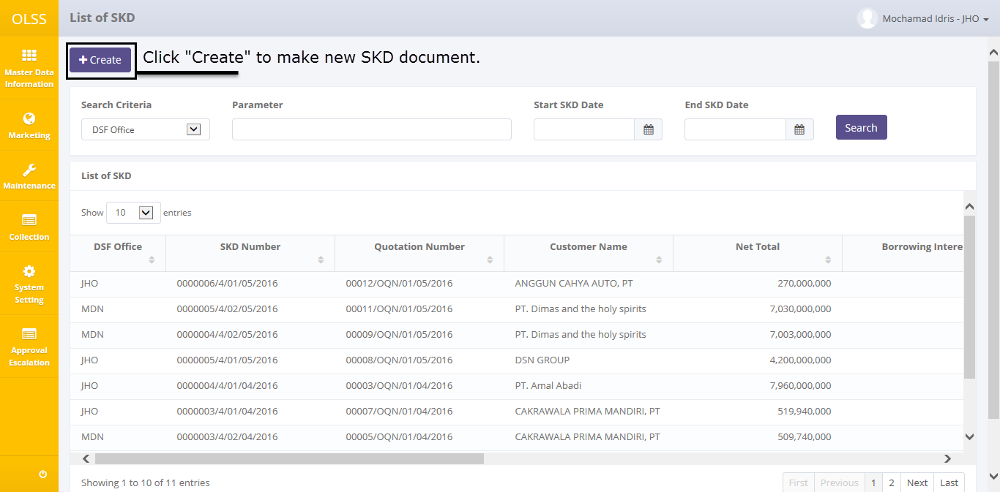 OLSS
List of SKD
Mochamad Idris - JHO
Master Data
Information
Marketing
Maintenance
Collection
System
Setting
Approval
Escalation
Create
Click "Create" to make new SKD document.
Search Criteria Parameter Start SKD Date End SKD Date
DSF Office
Search
List of SKD
Show 10 entries
DSF Office SKD Number Quotation Number Customer Name Net Total Borrowing Intere
JHO 0000006/4/01/05/2016 00012/OQN/01/05/2016 ANGGUN CAHYA AUTO, PT 270,000,000
MDN 0000005/4/02/05/2016 00011/OQN/01/05/2016 PT. Dimas and the holy spirits 7,030,000,000
MDN 0000004/4/02/05/2016 00009/OQN/01/05/2016 PT. Dimas and the holy spirits 7,003,000,000
JHO 0000005/4/01/05/2016 00008/OQN/01/05/2016 DSN GROUP 4,200,000,000
JHO 0000004/4/01/04/2016 00003/OQN/01/04/2016 PT. Amal Abadi 7,960,000,000
JHO 0000003/4/01/04/2016 00007/OQN/01/04/2016 CAKRAWALA PRIMA MANDIRI, PT 519,940,000
MDN 0000003/4/02/04/2016 00005/OQN/01/04/2016 CAKRAWALA PRIMA MANDIRI, PT 509,740,000
Showing 1 to 10 of 11 entries
First Previous 1 2 Next Last